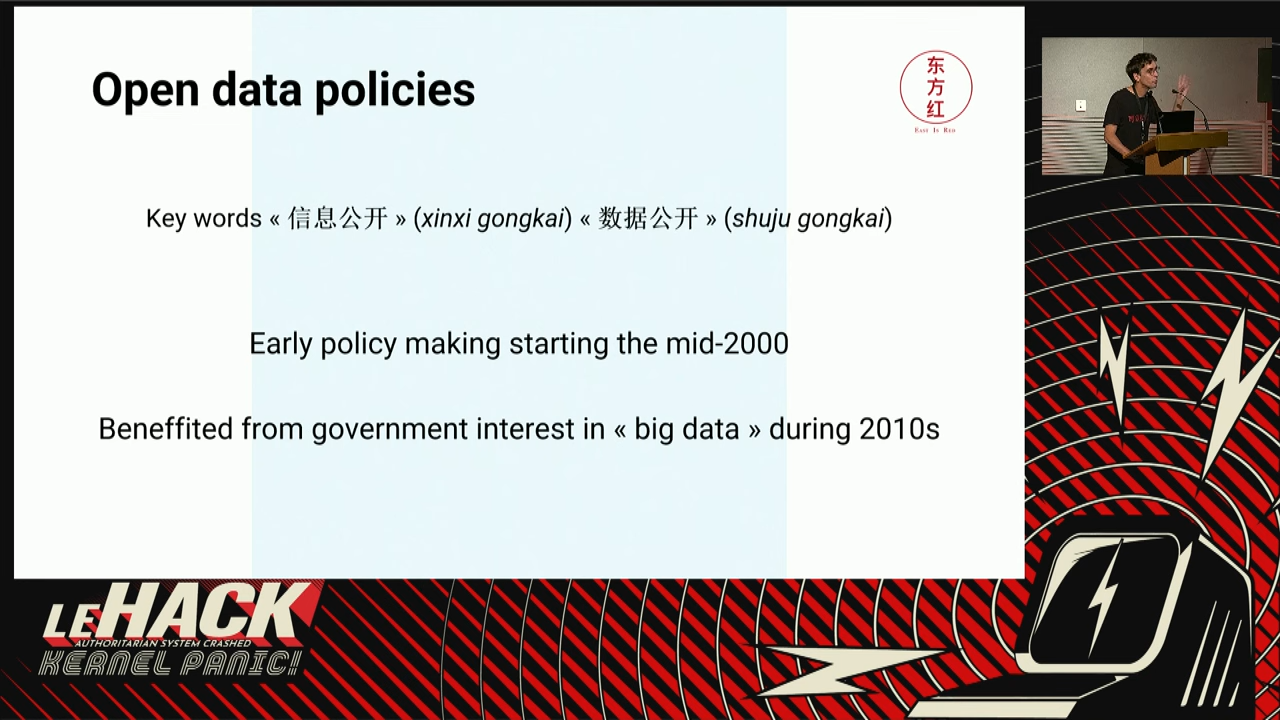 Open data policies
东
方
红
East Is Red
Key words « 信息公开 » (xinxi gongkai) « 数据公开 » (shuju gongkai)
Early policy making starting the mid-2000
Beneffited from government interest in « big data » during 2010s
LEHACK
AUTHORITARIAN SYSTEM CRASHED
KERNEL PANIC!